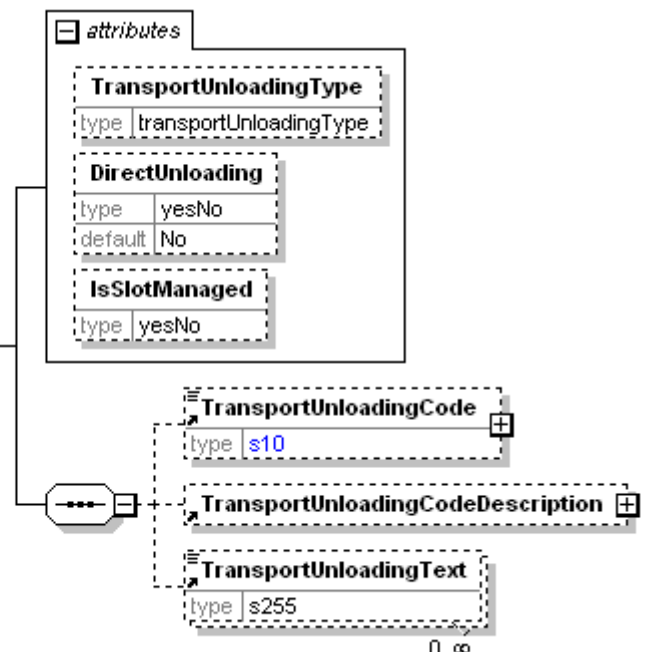 attributes
TransportUnloadingType
type transportUnloadingType
DirectUnloading
type yesNo
default No
IsSlotManaged
type yesNo
TransportUnloadingCode
type s10
TransportUnloadingCodeDescription
TransportUnloadingText
type s255
0..∞